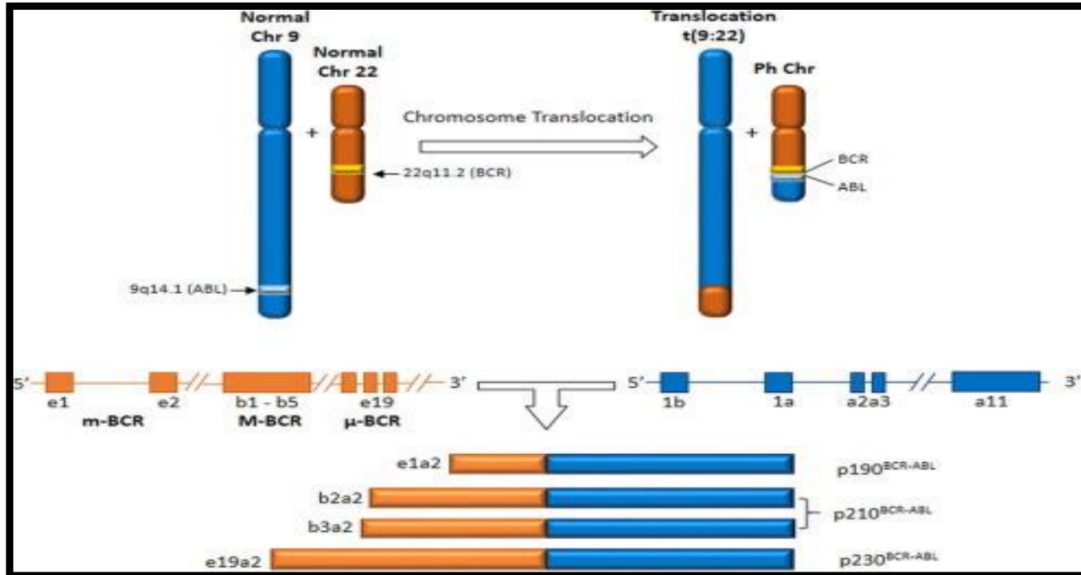 Normal
Chr 9
Normal
Chr 22
+
Chromosome Translocation
22q11.2 (BCR)
9q14.1 (ABL)
Translocation
t(9:22)
Ph Chr
+
BCR
ABL
5’ 3’
e1 e2 b1 - b5 e19
m-BCR M-BCR µ-BCR
5’ 3’
1b 1a a2a3 a11
e1a2 p190BCR-ABL
b2a2
p210BCR-ABL
b3a2
e19a2 p230BCR-ABL